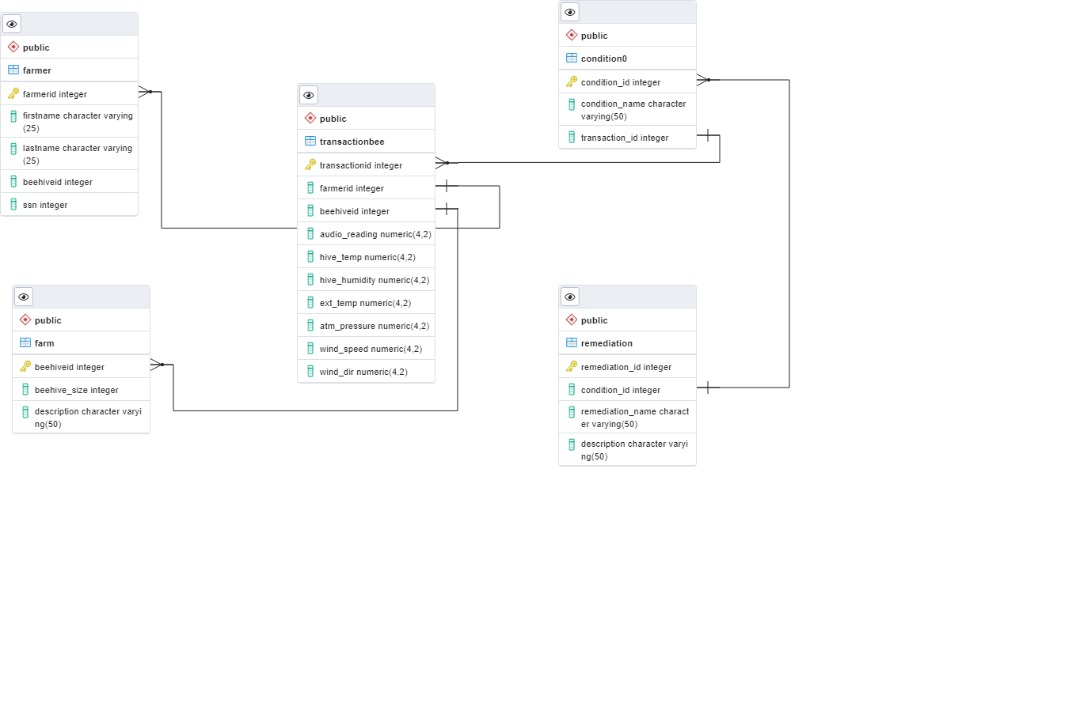 public
farmer
farmerid integer
firstname character varying
(25)
lastname character varying
(25)
beehiveid integer
ssn integer
public
transactionbee
transactionid integer
farmerid integer
beehiveid integer
audio_reading numeric(4,2)
hive_temp numeric(4,2)
hive_humidity numeric(4,2)
ext_temp numeric(4,2)
atm_pressure numeric(4,2)
wind_speed numeric(4,2)
wind_dir numeric(4,2)
public
condition0
condition_id integer
condition_name character
varying(50)
transaction_id integer
public
farm
beehiveid integer
beehive_size integer
description character varyi
ng(50)
public
remediation
remediation_id integer
condition_id integer
remediation_name charact
er varying(50)
description character varyi
ng(50)